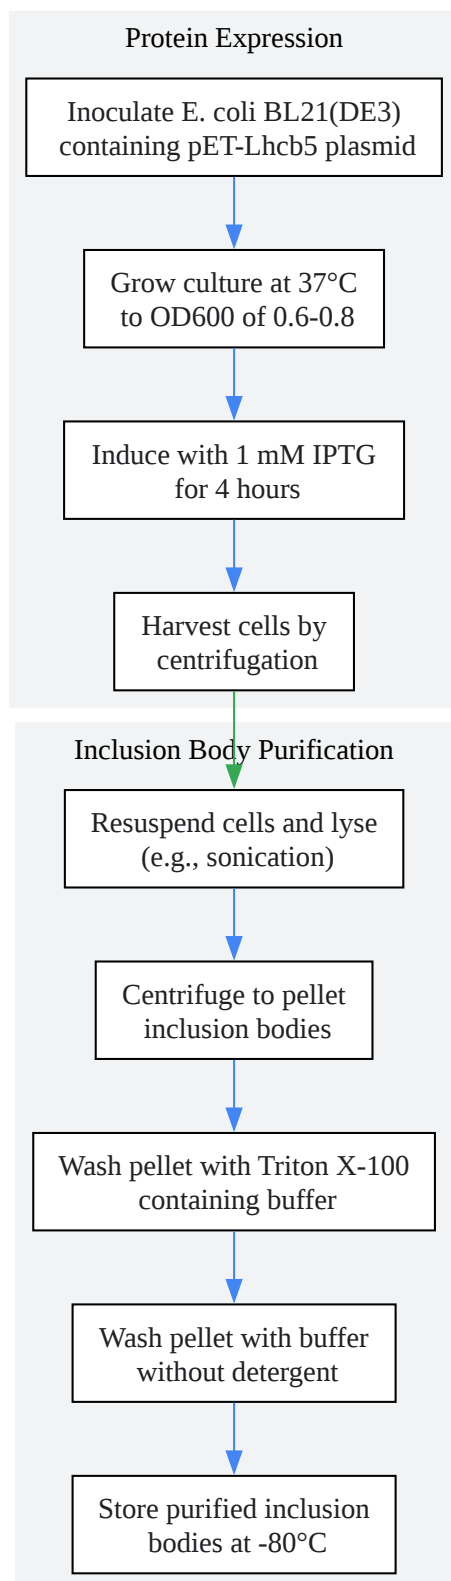 Protein Expression
Inoculate E. coli BL21(DE3)
containing pET-Lhcb5 plasmid
Grow culture at 37°C
to OD600 of 0.6-0.8
Induce with 1 mM IPTG
for 4 hours
Harvest cells by
centrifugation
Inclusion Body Purification
Resuspend cells and lyse
(e.g., sonication)
Centrifuge to pellet
inclusion bodies
Wash pellet with Triton X-100
containing buffer
Wash pellet with buffer
without detergent
Store purified inclusion
bodies at -80°C